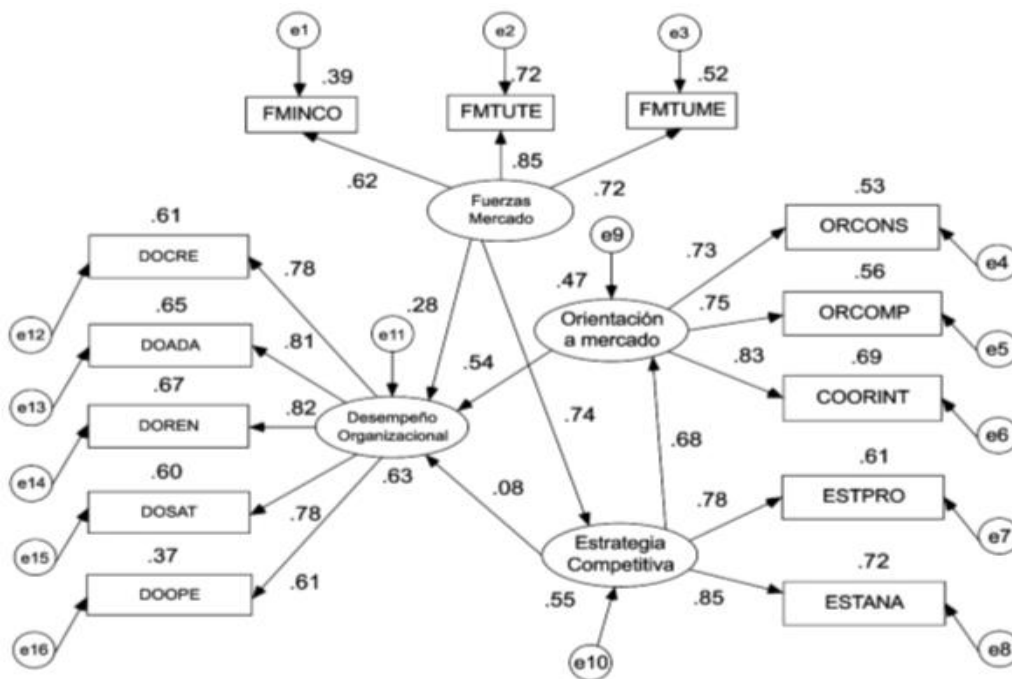 e1
e2
e3
.39
.72
.52
FMINCO
FMTUTE
FMTUME
.62
.85
.72
Fuerzas
Mercado
.53
ORCONS
e4
.73
e9
.47
.56
ORCOMP
e5
.75
Orientación
a mercado
.69
COORINT
e6
.83
.61
DOCRE
e12
.78
.28
.65
DOADA
e13
.81
e11
.54
.67
DOREN
e14
.82
Desempeño
Organizacional
.63
.74
.68
.60
DOSAT
e15
.78
.08
.61
ESTPRO
e7
.78
.37
DOOPE
e16
.61
Estrategia
Competitiva
.55
.85
.72
ESTANA
e8
e10